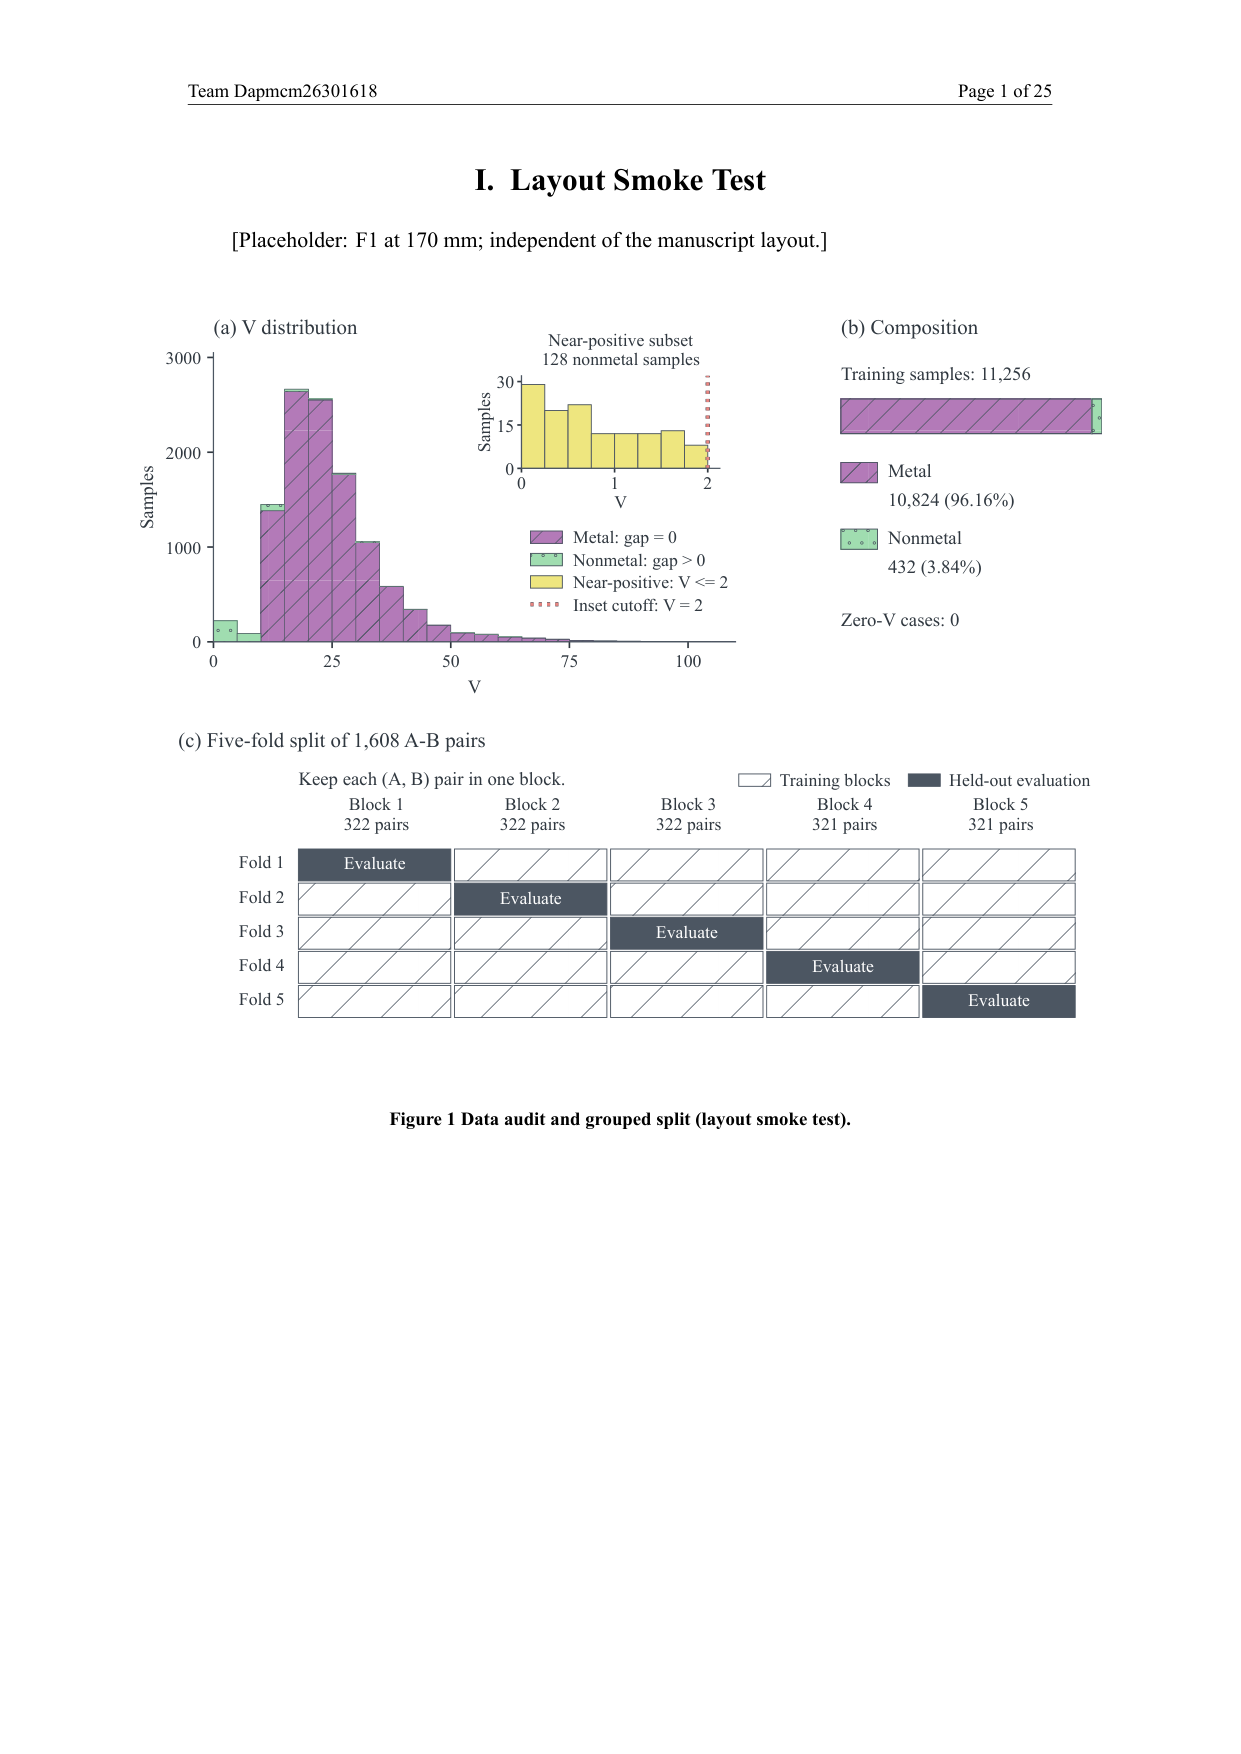 Team Dapmcm26301618 Page 1 of 25
I. Layout Smoke Test
[Placeholder: F1 at 170 mm; independent of the manuscript layout.]
(a) V distribution
3000
2000
1000
0
Samples
0 25 50 75 100
V
Near-positive subset
128 nonmetal samples
30
15
0
Samples
0 1 2
V
Metal: gap = 0
Nonmetal: gap > 0
Near-positive: V <= 2
Inset cutoff: V = 2
(b) Composition
Training samples: 11,256
Metal
10,824 (96.16%)
Nonmetal
432 (3.84%)
Zero-V cases: 0
(c) Five-fold split of 1,608 A-B pairs
Keep each (A, B) pair in one block. Training blocks Held-out evaluation
Block 1 Block 2 Block 3 Block 4 Block 5
322 pairs 322 pairs 322 pairs 321 pairs 321 pairs
Fold 1 Evaluate
Fold 2 Evaluate
Fold 3 Evaluate
Fold 4 Evaluate
Fold 5 Evaluate
Figure 1 Data audit and grouped split (layout smoke test).